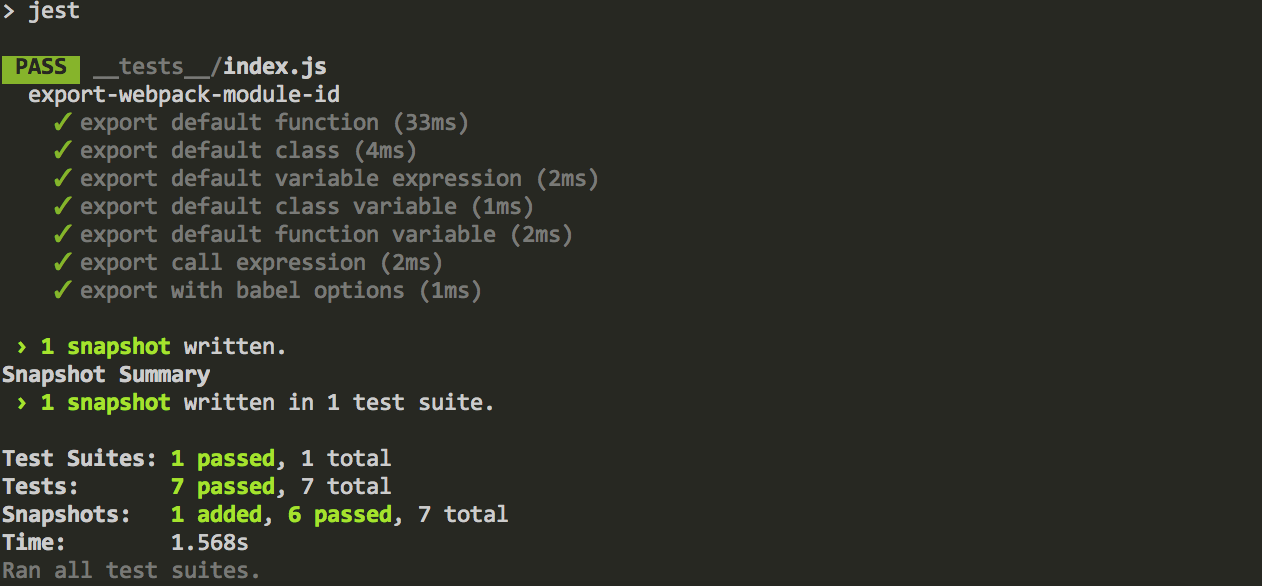 > jest
PASS __tests__/index.js
export-webpack-module-id
✓ export default function (33ms)
✓ export default class (4ms)
✓ export default variable expression (2ms)
✓ export default class variable (1ms)
✓ export default function variable (2ms)
✓ export call expression (2ms)
✓ export with babel options (1ms)
› 1 snapshot written.
Snapshot Summary
› 1 snapshot written in 1 test suite.
Test Suites: 1 passed, 1 total
Tests: 7 passed, 7 total
Snapshots: 1 added, 6 passed, 7 total
Time: 1.568s
Ran all test suites.